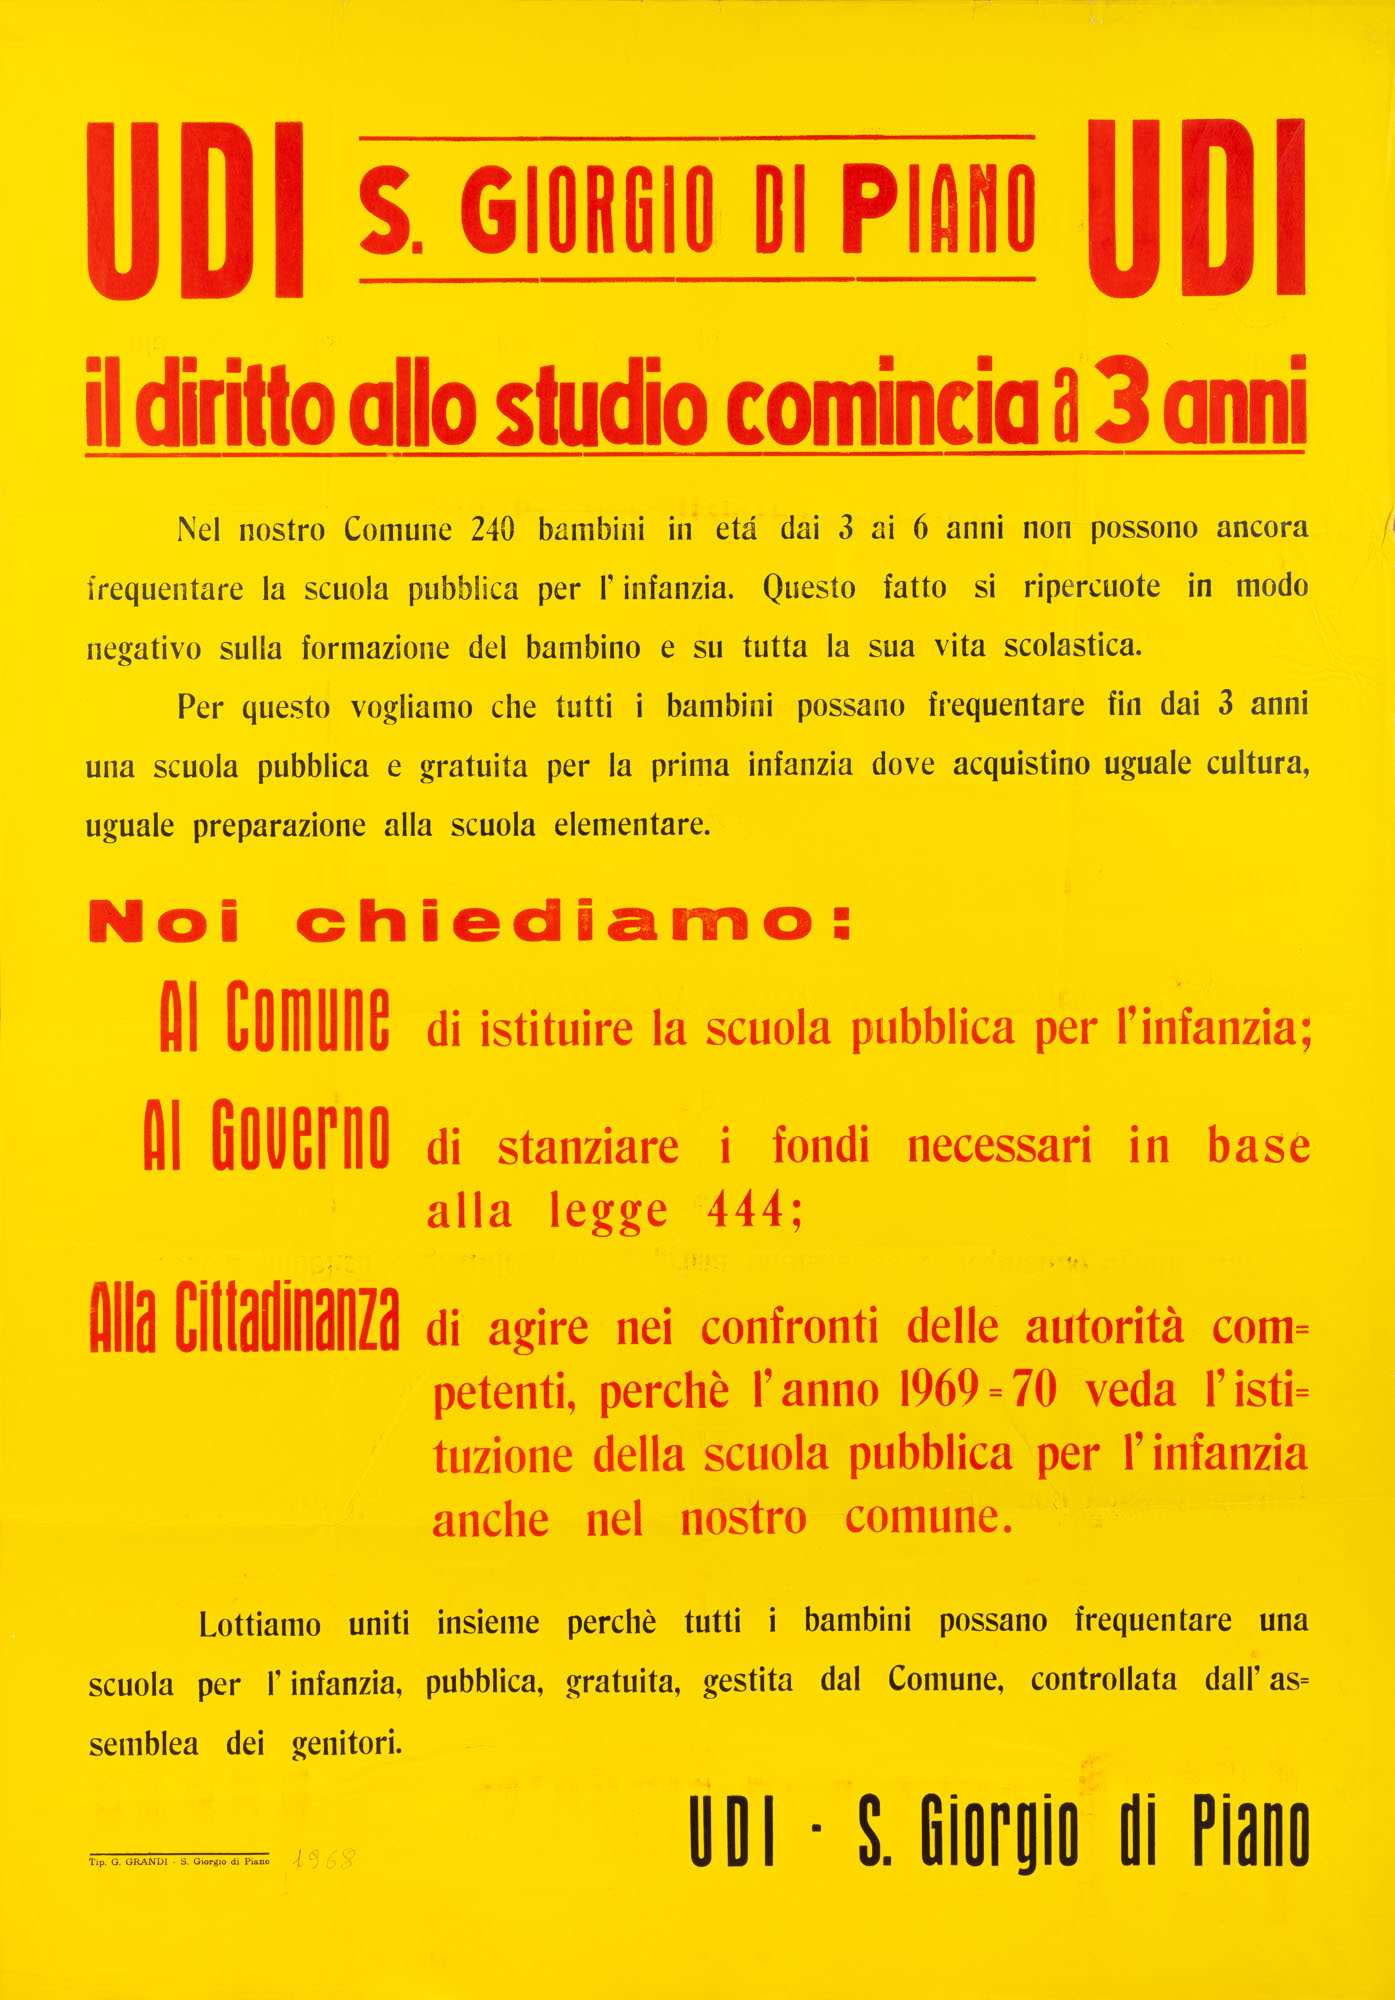 UDI S. GIORGIO DI PIANO UDI
il diritto allo studio comincia a 3 anni
Nel nostro Comune 240 bambini in etá dai 3 ai 6 anni non possono ancora
frequentare la scuola pubblica per l'infanzia. Questo fatto si ripercuote in modo
negativo sulla formazione del bambino e su tutta la sua vita scolastica.
Per questo vogliamo che tutti i bambini possano frequentare fin dai 3 anni
una scuola pubblica e gratuita per la prima infanzia dove acquistino uguale cultura,
uguale preparazione alla scuola elementare.
Noi chiediamo:
Al Comune di istituire la scuola pubblica per l'infanzia;
Al Governo di stanziare i fondi necessari in base
alla legge 444;
Alla Cittadinanza di agire nei confronti delle autorità com=
petenti, perchè l'anno 1969=70 veda l'isti=
tuzione della scuola pubblica per l'infanzia
anche nel nostro comune.
Lottiamo uniti insieme perchè tutti i bambini possano frequentare una
scuola per l'infanzia, pubblica, gratuita, gestita dal Comune, controllata dall'as=
semblea dei genitori.
UDI - S. Giorgio di Piano
Tip. G. GRANDI - S. Giorgio di Piano 1968